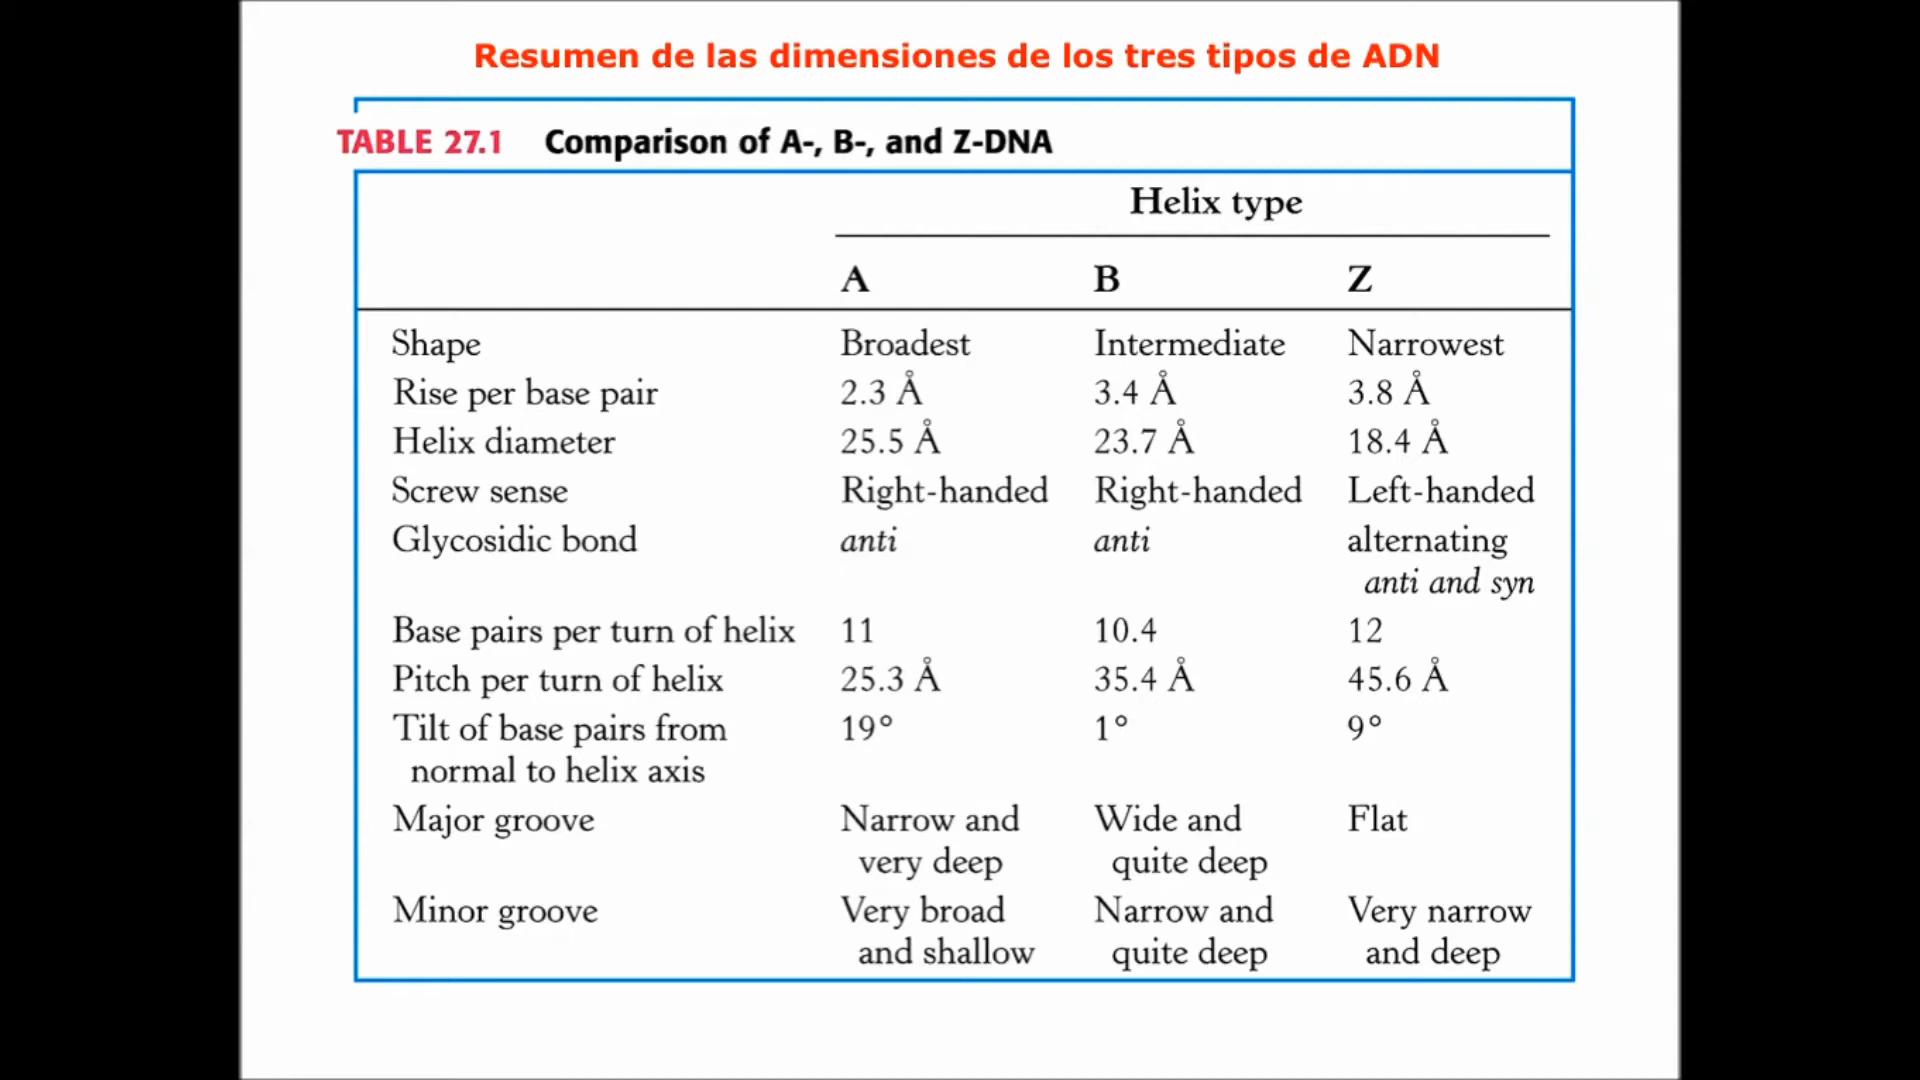 Resumen de las dimensiones de los tres tipos de ADN
TABLE 27.1 Comparison of A-, B-, and Z-DNA
Helix type
A B Z
Shape Broadest Intermediate Narrowest
Rise per base pair 2.3 Å 3.4 Å 3.8 Å
Helix diameter 25.5 Å 23.7 Å 18.4 Å
Screw sense Right-handed Right-handed Left-handed
Glycosidic bond anti anti alternating
anti and syn
Base pairs per turn of helix 11 10.4 12
Pitch per turn of helix 25.3 Å 35.4 Å 45.6 Å
Tilt of base pairs from 19° 1° 9°
normal to helix axis
Major groove Narrow and Wide and Flat
very deep quite deep
Minor groove Very broad Narrow and Very narrow
and shallow quite deep and deep